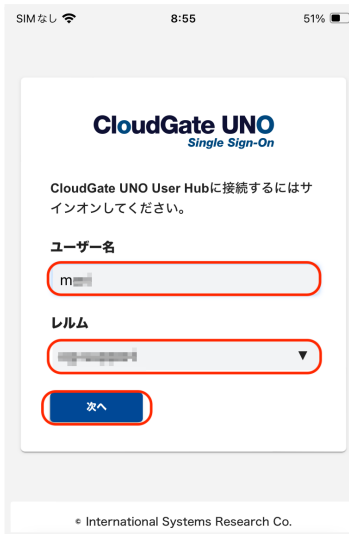 SIMなし 8:55 51%
CloudGate UNO
Single Sign-On
CloudGate UNO User Hubに接続するにはサ
インオンしてください。
ユーザー名
レルム
▼
次へ
© International Systems Research Co.